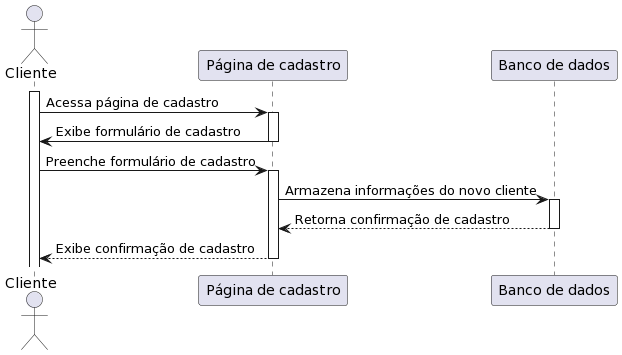 Cliente
Página de cadastro
Banco de dados
Acessa página de cadastro
Exibe formulário de cadastro
Preenche formulário de cadastro
Armazena informações do novo cliente
Retorna confirmação de cadastro
Exibe confirmação de cadastro
Cliente
Página de cadastro
Banco de dados